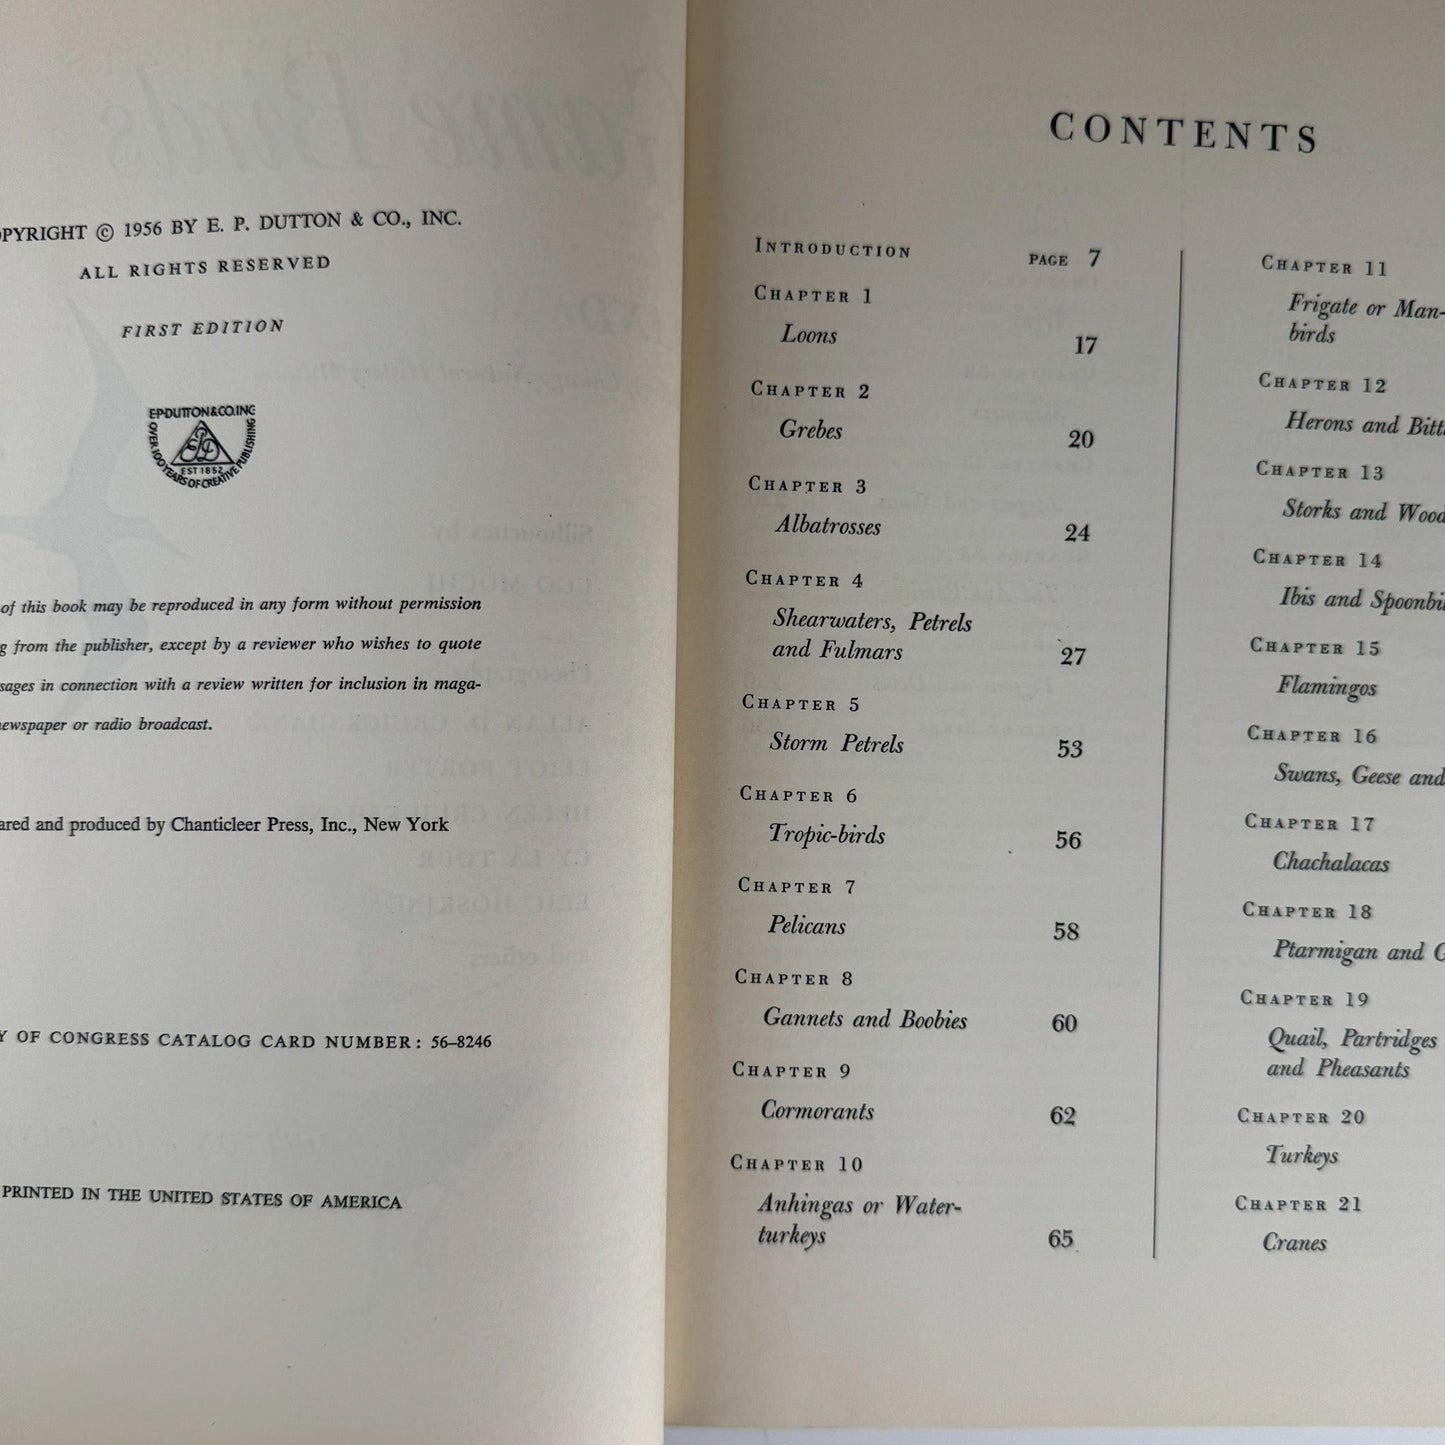 COPYRIGHT © 1956 BY E. P. DUTTON & CO., INC.
ALL RIGHTS RESERVED
FIRST EDITION
E·P·DUTTON & CO. INC
OVER 100 YEARS OF CREATIVE PUBLISHING
EPD
EST 1852
of this book may be reproduced in any form without permission
from the publisher, except by a reviewer who wishes to quote
sages in connection with a review written for inclusion in maga-
newspaper or radio broadcast.
ared and produced by Chanticleer Press, Inc., New York
Y OF CONGRESS CATALOG CARD NUMBER: 56–8246
PRINTED IN THE UNITED STATES OF AMERICA
CONTENTS
INTRODUCTION PAGE 7
CHAPTER 1
Loons 17
CHAPTER 2
Grebes 20
CHAPTER 3
Albatrosses 24
CHAPTER 4
Shearwaters, Petrels
and Fulmars 27
CHAPTER 5
Storm Petrels 53
CHAPTER 6
Tropic-birds 56
CHAPTER 7
Pelicans 58
CHAPTER 8
Gannets and Boobies 60
CHAPTER 9
Cormorants 62
CHAPTER 10
Anhingas or Water-
turkeys 65
CHAPTER 11
Frigate or Man-
birds
CHAPTER 12
Herons and Bitt
CHAPTER 13
Storks and Wood
CHAPTER 14
Ibis and Spoonbi
CHAPTER 15
Flamingos
CHAPTER 16
Swans, Geese and
CHAPTER 17
Chachalacas
CHAPTER 18
Ptarmigan and G
CHAPTER 19
Quail, Partridges
and Pheasants
CHAPTER 20
Turkeys
CHAPTER 21
Cranes